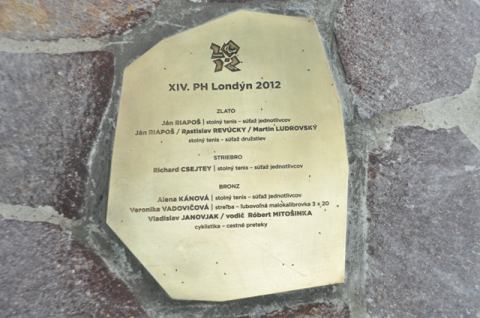 XIV. PH Londýn 2012
ZLATO
Ján RIAPOŠ | stolný tenis – súťaž jednotlivcov
Ján RIAPOŠ / Rastislav REVÚCKY / Martin LUDROVSKÝ
stolný tenis – súťaž družstiev
STRIEBRO
Richard CSEJTEY | stolný tenis – súťaž jednotlivcov
BRONZ
Alena KÁNOVÁ | stolný tenis – súťaž jednotlivcov
Veronika VADOVIČOVÁ | streľba – ľubovoľná malokalibrovka 3 x 20
Vladislav JANOVJAK / vodič Róbert MITOŠINKA
cyklistika – cestné preteky